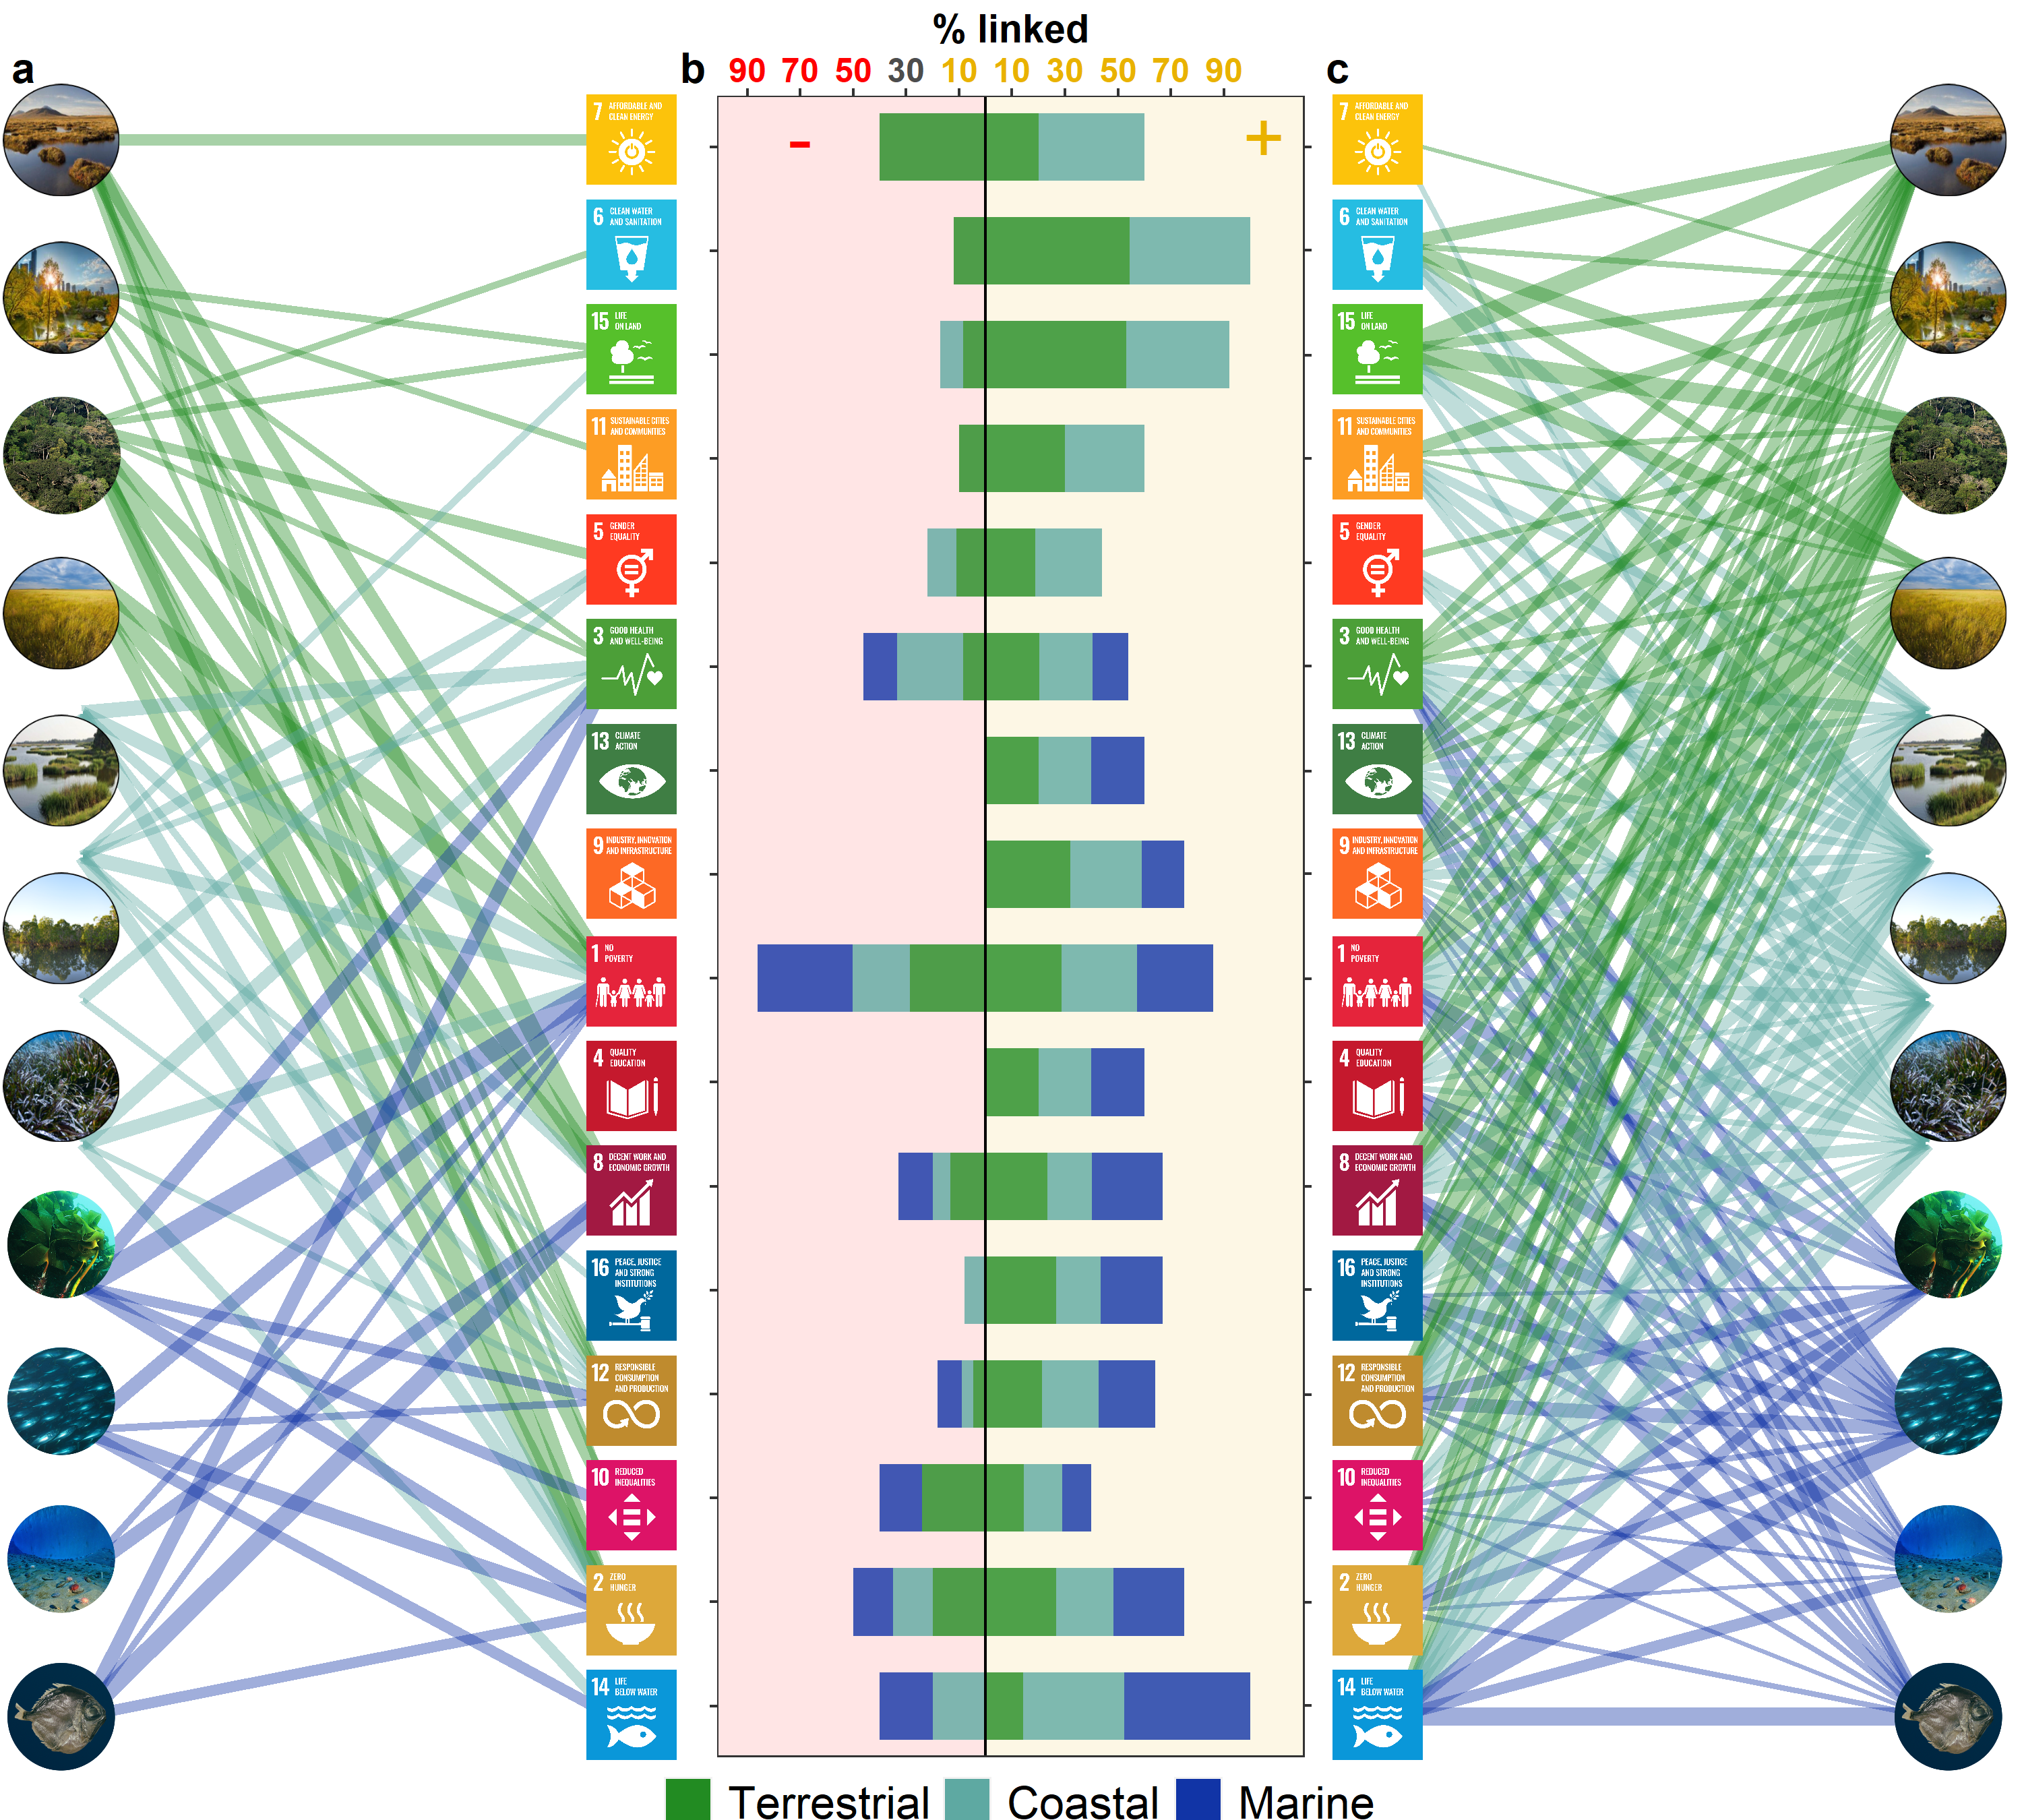 % linked
a
b
90 70 50 30 10 10 30 50 70 90
c
-
+
7 AFFORDABLE AND
CLEAN ENERGY
6 CLEAN WATER
AND SANITATION
15 LIFE
ON LAND
11 SUSTAINABLE CITIES
AND COMMUNITIES
5 GENDER
EQUALITY
3 GOOD HEALTH
AND WELL-BEING
13 CLIMATE
ACTION
9 INDUSTRY, INNOVATION
AND INFRASTRUCTURE
1 NO
POVERTY
4 QUALITY
EDUCATION
8 DECENT WORK AND
ECONOMIC GROWTH
16 PEACE, JUSTICE
AND STRONG
INSTITUTIONS
12 RESPONSIBLE
CONSUMPTION
AND PRODUCTION
10 REDUCED
INEQUALITIES
2 ZERO
HUNGER
14 LIFE
BELOW WATER
7 AFFORDABLE AND
CLEAN ENERGY
6 CLEAN WATER
AND SANITATION
15 LIFE
ON LAND
11 SUSTAINABLE CITIES
AND COMMUNITIES
5 GENDER
EQUALITY
3 GOOD HEALTH
AND WELL-BEING
13 CLIMATE
ACTION
9 INDUSTRY, INNOVATION
AND INFRASTRUCTURE
1 NO
POVERTY
4 QUALITY
EDUCATION
8 DECENT WORK AND
ECONOMIC GROWTH
16 PEACE, JUSTICE
AND STRONG
INSTITUTIONS
12 RESPONSIBLE
CONSUMPTION
AND PRODUCTION
10 REDUCED
INEQUALITIES
2 ZERO
HUNGER
14 LIFE
BELOW WATER
Terrestrial Coastal Marine